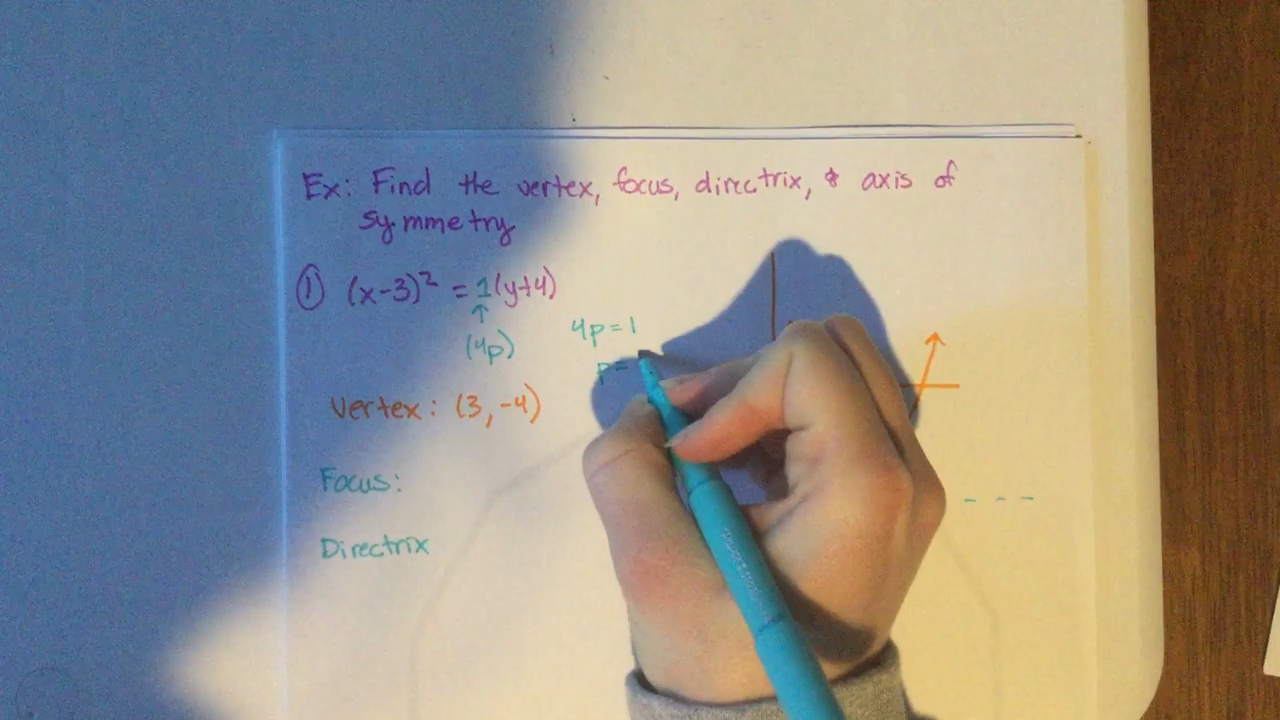 Ex: Find the vertex, focus, directrix, & axis of
symmetry
① (x-3)² = 1(y+4)
↑
(4p)
4p = 1
p =
Vertex: (3, -4)
Focus:
Directrix